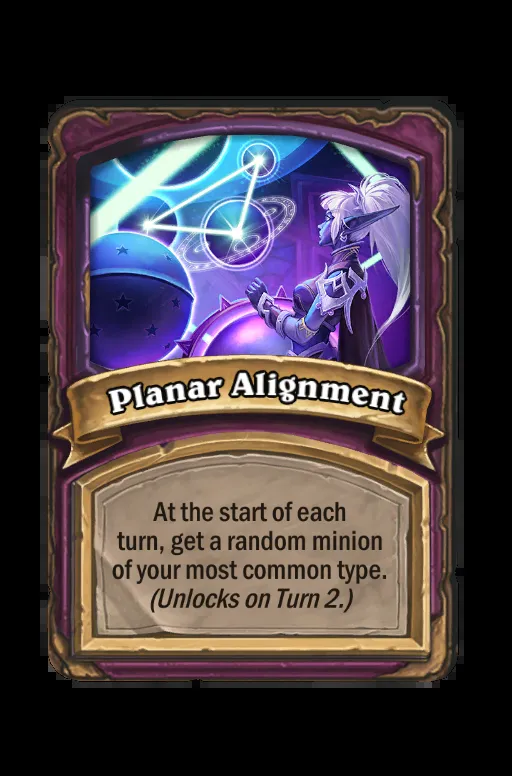 Planar Alignment
At the start of each
turn, get a random minion
of your most common type.
(Unlocks on Turn 2.)